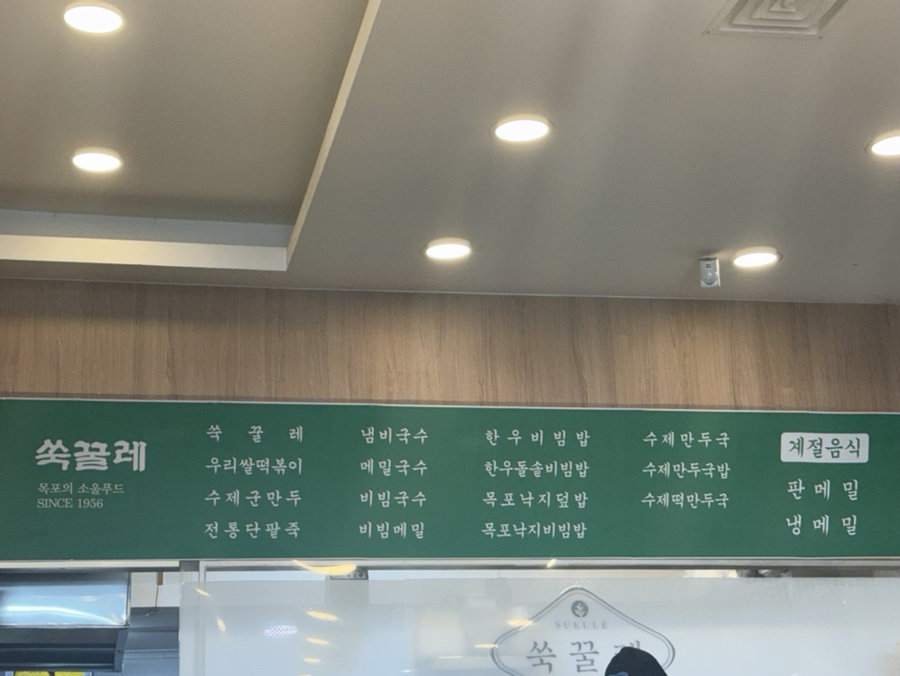 쑥꿀레
목포의 소울푸드
SINCE 1956
쑥 꿀 레
우리쌀떡볶이
수제군만두
전통단팥죽
냄비국수
메밀국수
비빔국수
비빔메밀
한우비빔밥
한우돌솥비빔밥
목포낙지덮밥
목포낙지비빔밥
수제만두국
수제만두국밥
수제떡만두국
계절음식
판메밀
냉메밀
SUKULE
쑥꿀레